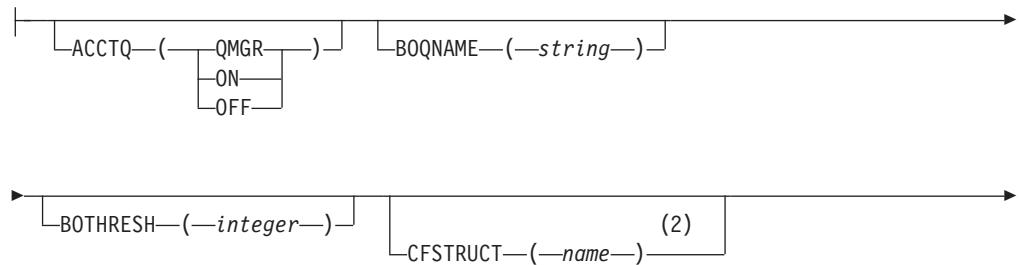 ACCTQ ( QMGR ) BOQNAME ( string )
ON
OFF
(2)
BOTHRESH ( integer ) CFSTRUCT ( name )